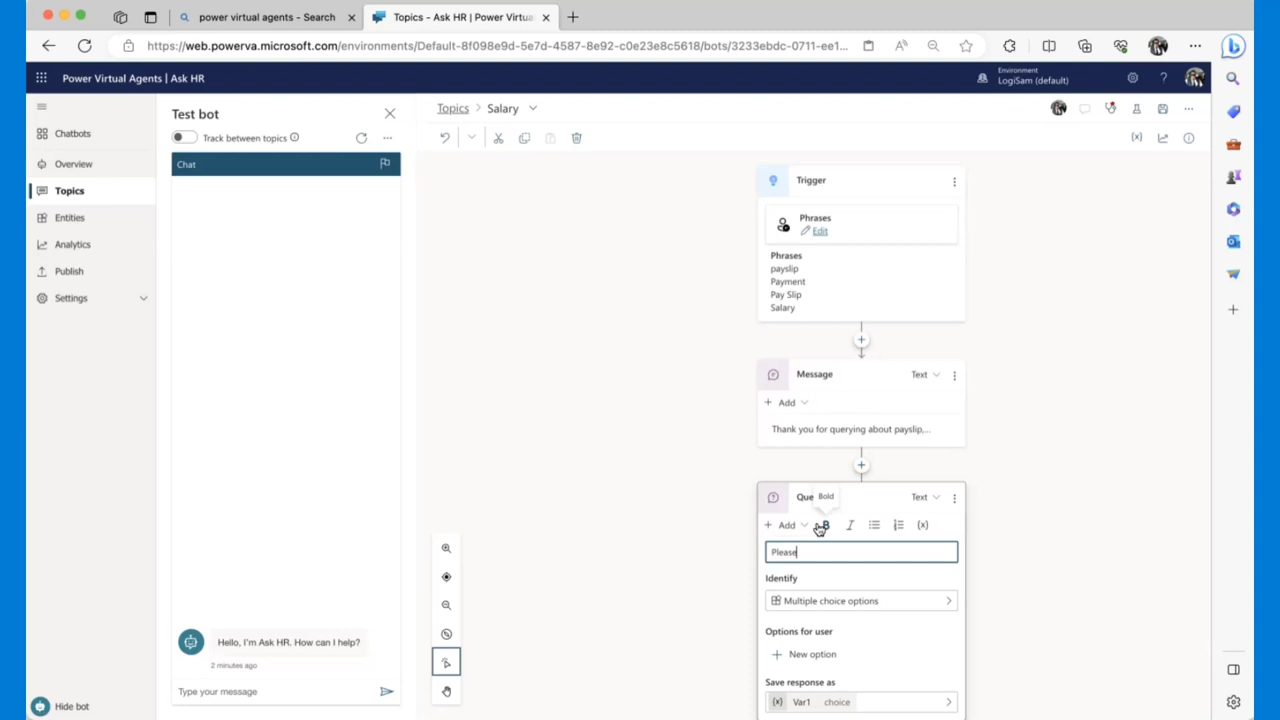 power virtual agents - Search
Topics - Ask HR | Power Virtua
https://web.powerva.microsoft.com/environments/Default-8f098e9d-5e7d-4587-8e92-c0e23e8c5618/bots/3233ebdc-0711-ee1...
Power Virtual Agents | Ask HR
Environment
LogiSam (default)
Chatbots
Overview
Topics
Entities
Analytics
Publish
Settings
Hide bot
Test bot
Track between topics
Chat
Hello, I'm Ask HR. How can I help?
2 minutes ago
Type your message
Topics > Salary
Trigger
Phrases
Edit
Phrases
payslip
Payment
Pay Slip
Salary
Message
Text
+ Add
Thank you for querying about payslip,...
Que
Bold
Text
+ Add
B
I
(x)
Please
Identify
Multiple choice options
Options for user
+ New option
Save response as
{x} Var1 choice